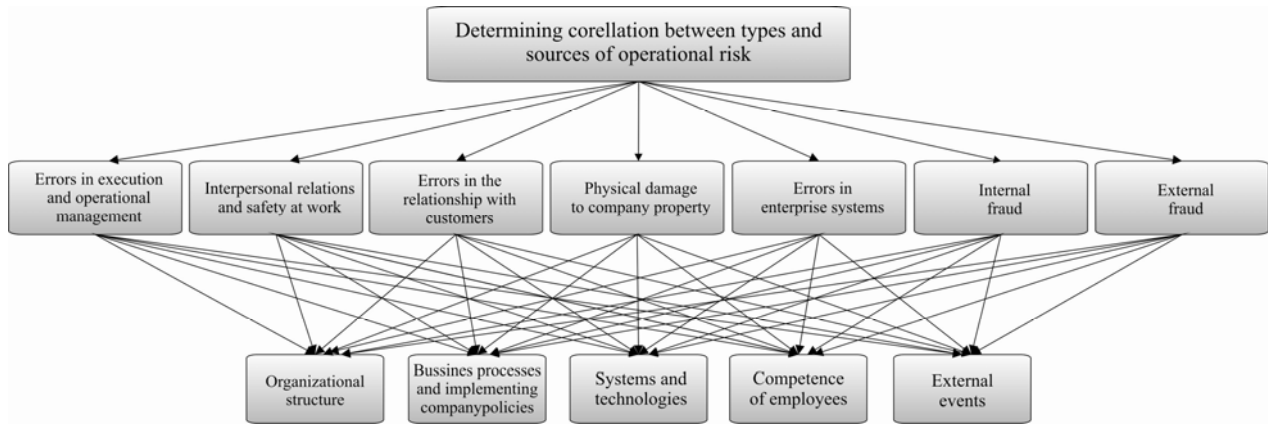 Determining corellation between types and
sources of operational risk
Errors in execution
and operational
management
Interpersonal relations
and safety at work
Errors in the
relationship with
customers
Physical damage
to company property
Errors in
enterprise systems
Internal
fraud
External
fraud
Organizational
structure
Bussines processes
and implementing
companypolicies
Systems and
technologies
Competence
of employees
External
events